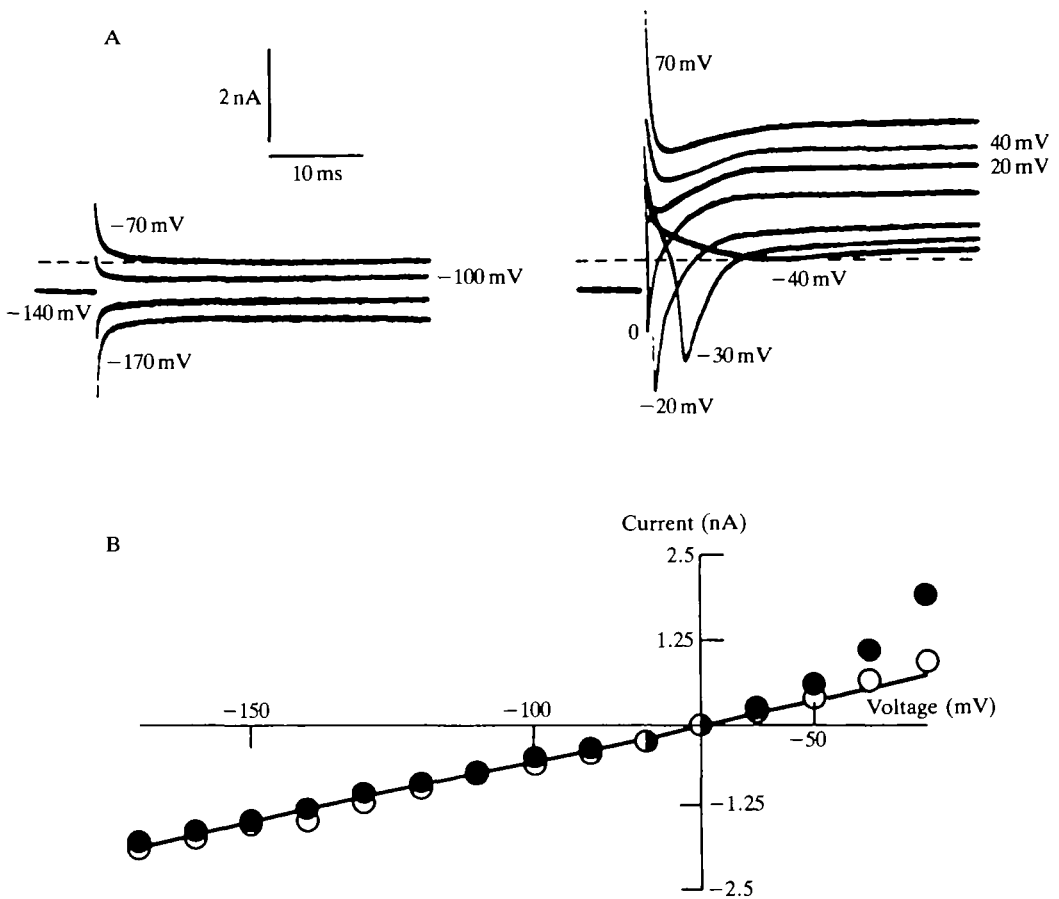 A
2 nA
10 ms
−70 mV
−100 mV
−140 mV
−170 mV
70 mV
40 mV
20 mV
−40 mV
0
−30 mV
−20 mV
B
Current (nA)
2.5
1.25
−150
−100
Voltage (mV)
−50
−1.25
−2.5